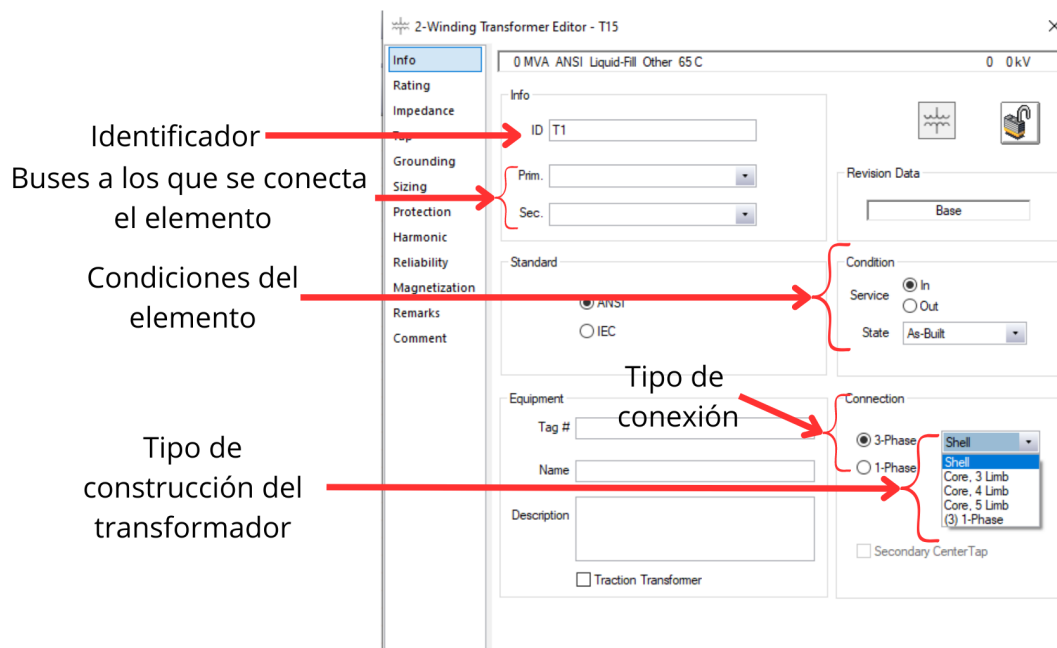 2-Winding Transformer Editor - T15
Info
Rating
Impedance
Tap
Grounding
Sizing
Protection
Harmonic
Reliability
Magnetization
Remarks
Comment
0 MVA ANSI Liquid-Fill Other 65 C 0 0 kV
Info
ID T1
Prim.
Sec.
Revision Data
Base
Standard
ANSI
IEC
Condition
Service In
Out
State As-Built
Equipment
Tag #
Name
Description
Traction Transformer
Connection
3-Phase Shell
1-Phase
Shell
Core, 3 Limb
Core, 4 Limb
Core, 5 Limb
(3) 1-Phase
Secondary CenterTap
Identificador
Buses a los que se conecta
el elemento
Condiciones del
elemento
Tipo de
conexión
Tipo de
construcción del
transformador